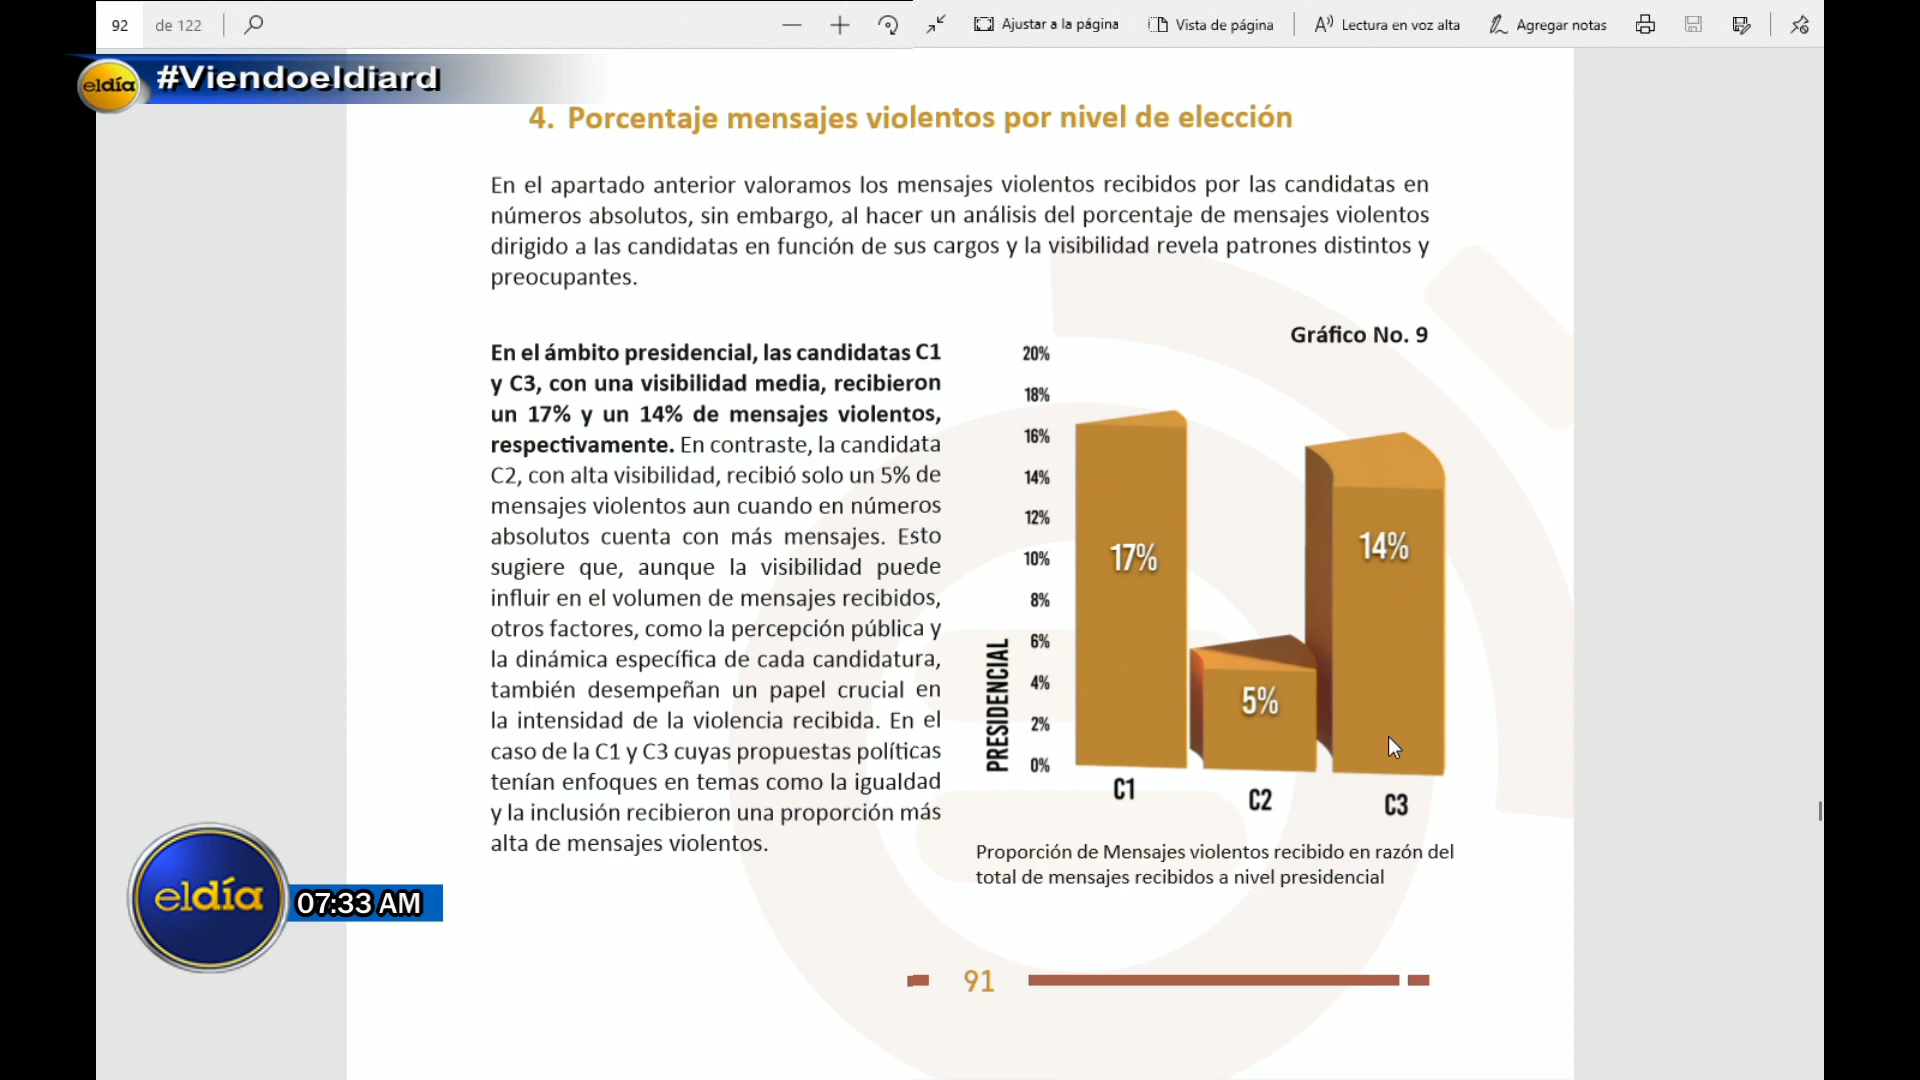 92 de 122
Ajustar a la página
Vista de página
Lectura en voz alta
Agregar notas
eldía
#Viendoeldiard
4. Porcentaje mensajes violentos por nivel de elección
En el apartado anterior valoramos los mensajes violentos recibidos por las candidatas en
números absolutos, sin embargo, al hacer un análisis del porcentaje de mensajes violentos
dirigido a las candidatas en función de sus cargos y la visibilidad revela patrones distintos y
preocupantes.
En el ámbito presidencial, las candidatas C1
y C3, con una visibilidad media, recibieron
un 17% y un 14% de mensajes violentos,
respectivamente. En contraste, la candidata
C2, con alta visibilidad, recibió solo un 5% de
mensajes violentos aun cuando en números
absolutos cuenta con más mensajes. Esto
sugiere que, aunque la visibilidad puede
influir en el volumen de mensajes recibidos,
otros factores, como la percepción pública y
la dinámica específica de cada candidatura,
también desempeñan un papel crucial en
la intensidad de la violencia recibida. En el
caso de la C1 y C3 cuyas propuestas políticas
tenían enfoques en temas como la igualdad
y la inclusión recibieron una proporción más
alta de mensajes violentos.
Gráfico No. 9
20%
18%
16%
14%
12%
10%
8%
6%
4%
2%
0%
PRESIDENCIAL
17%
5%
14%
C1
C2
C3
Proporción de Mensajes violentos recibido en razón del
total de mensajes recibidos a nivel presidencial
eldía
07:33 AM
91